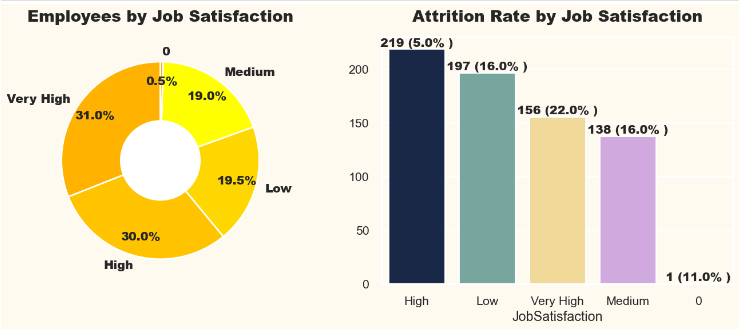 Employees by Job Satisfaction
0
0.5%
Medium
19.0%
Very High
31.0%
19.5%
Low
30.0%
High
Attrition Rate by Job Satisfaction
219 (5.0% )
197 (16.0% )
156 (22.0% )
138 (16.0% )
1 (11.0% )
200
150
100
50
0
High Low Very High Medium 0
JobSatisfaction